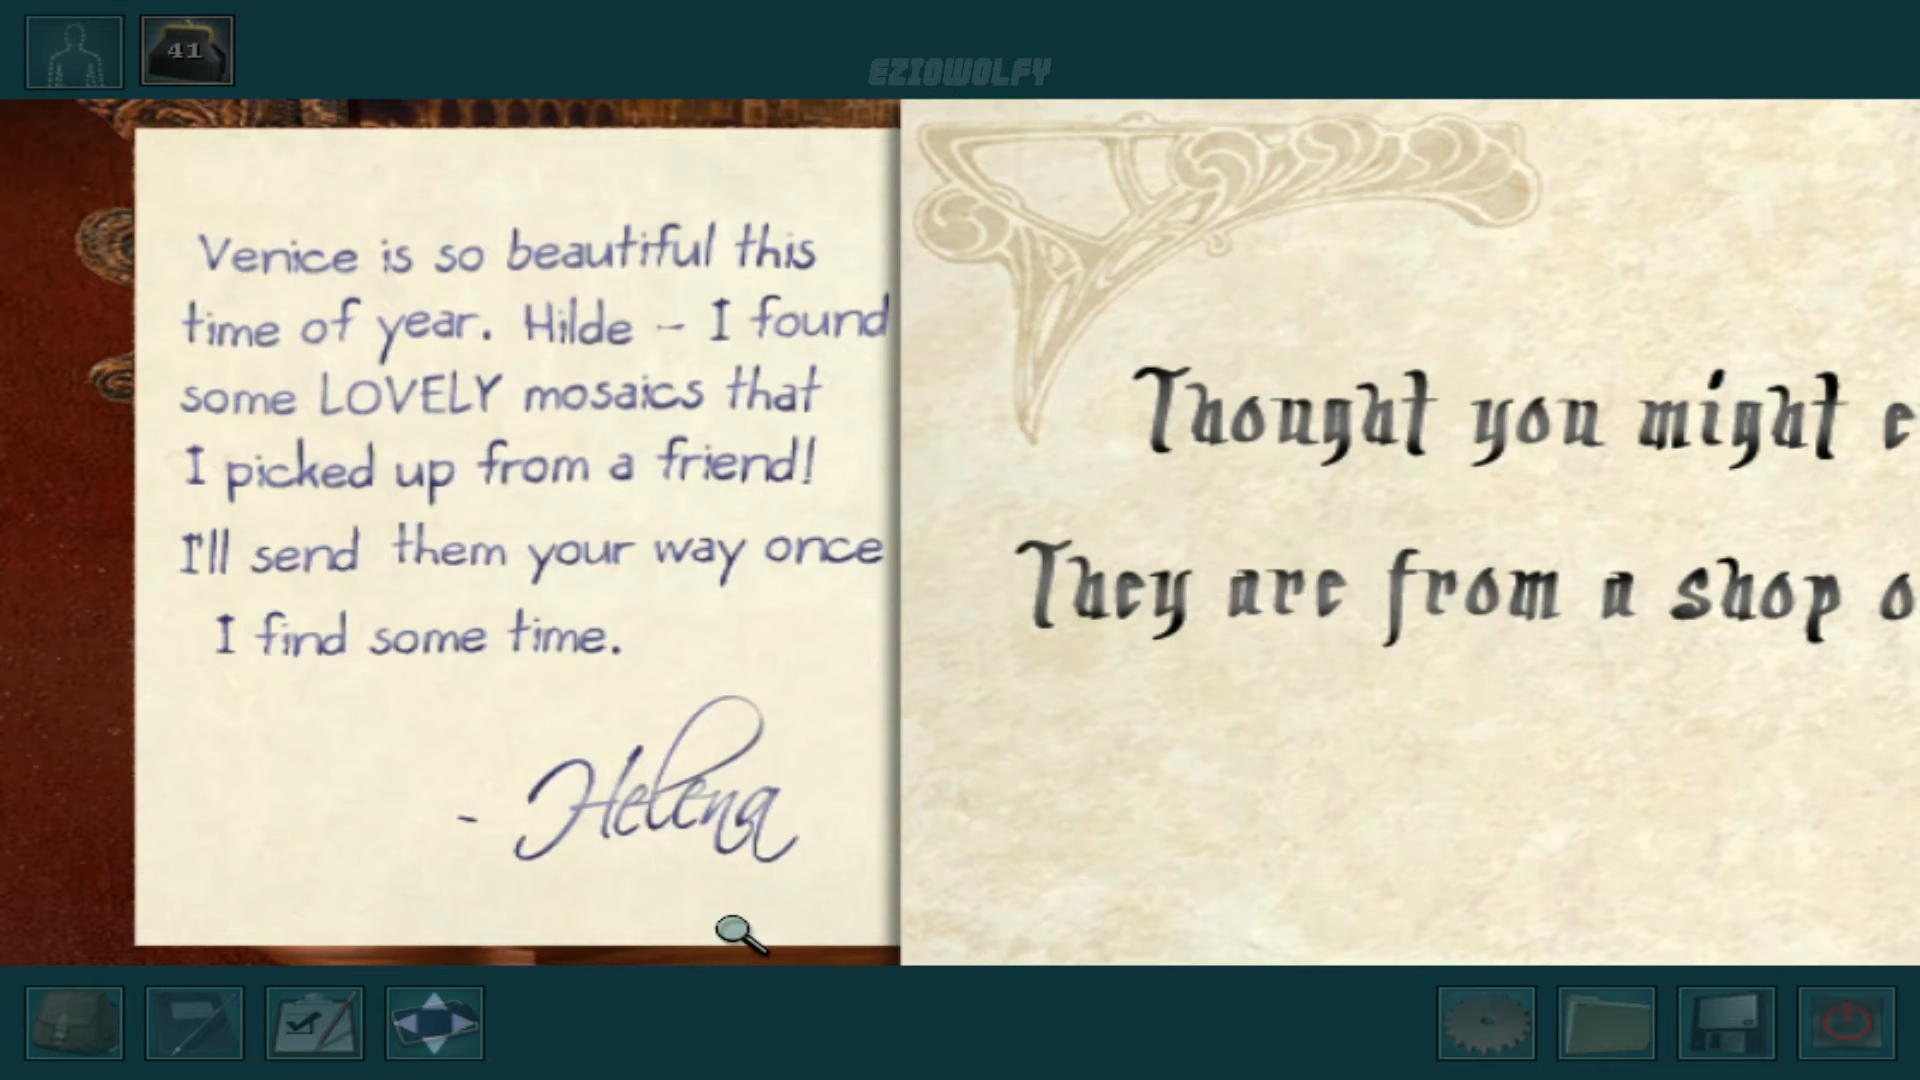 41
EZIOWOLFY
Venice is so beautiful this
time of year. Hilde - I found
some LOVELY mosaics that
I picked up from a friend!
I'll send them your way once
I find some time.
- Helena
Thought you might e
They are from a shop o